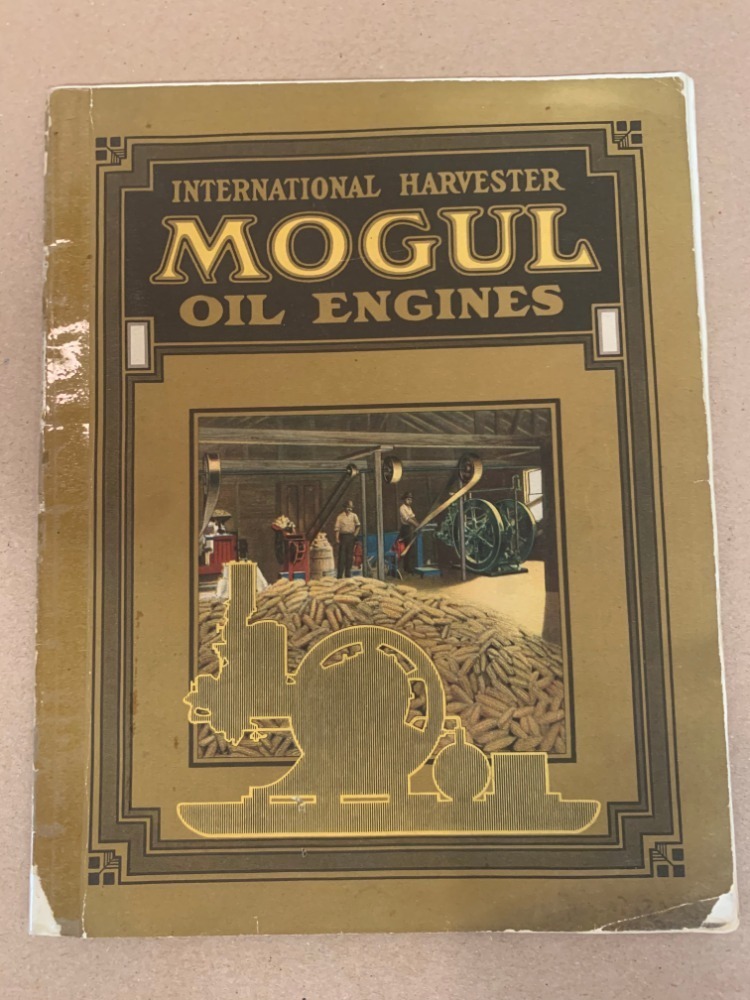 INTERNATIONAL HARVESTER
MOGUL
OIL ENGINES